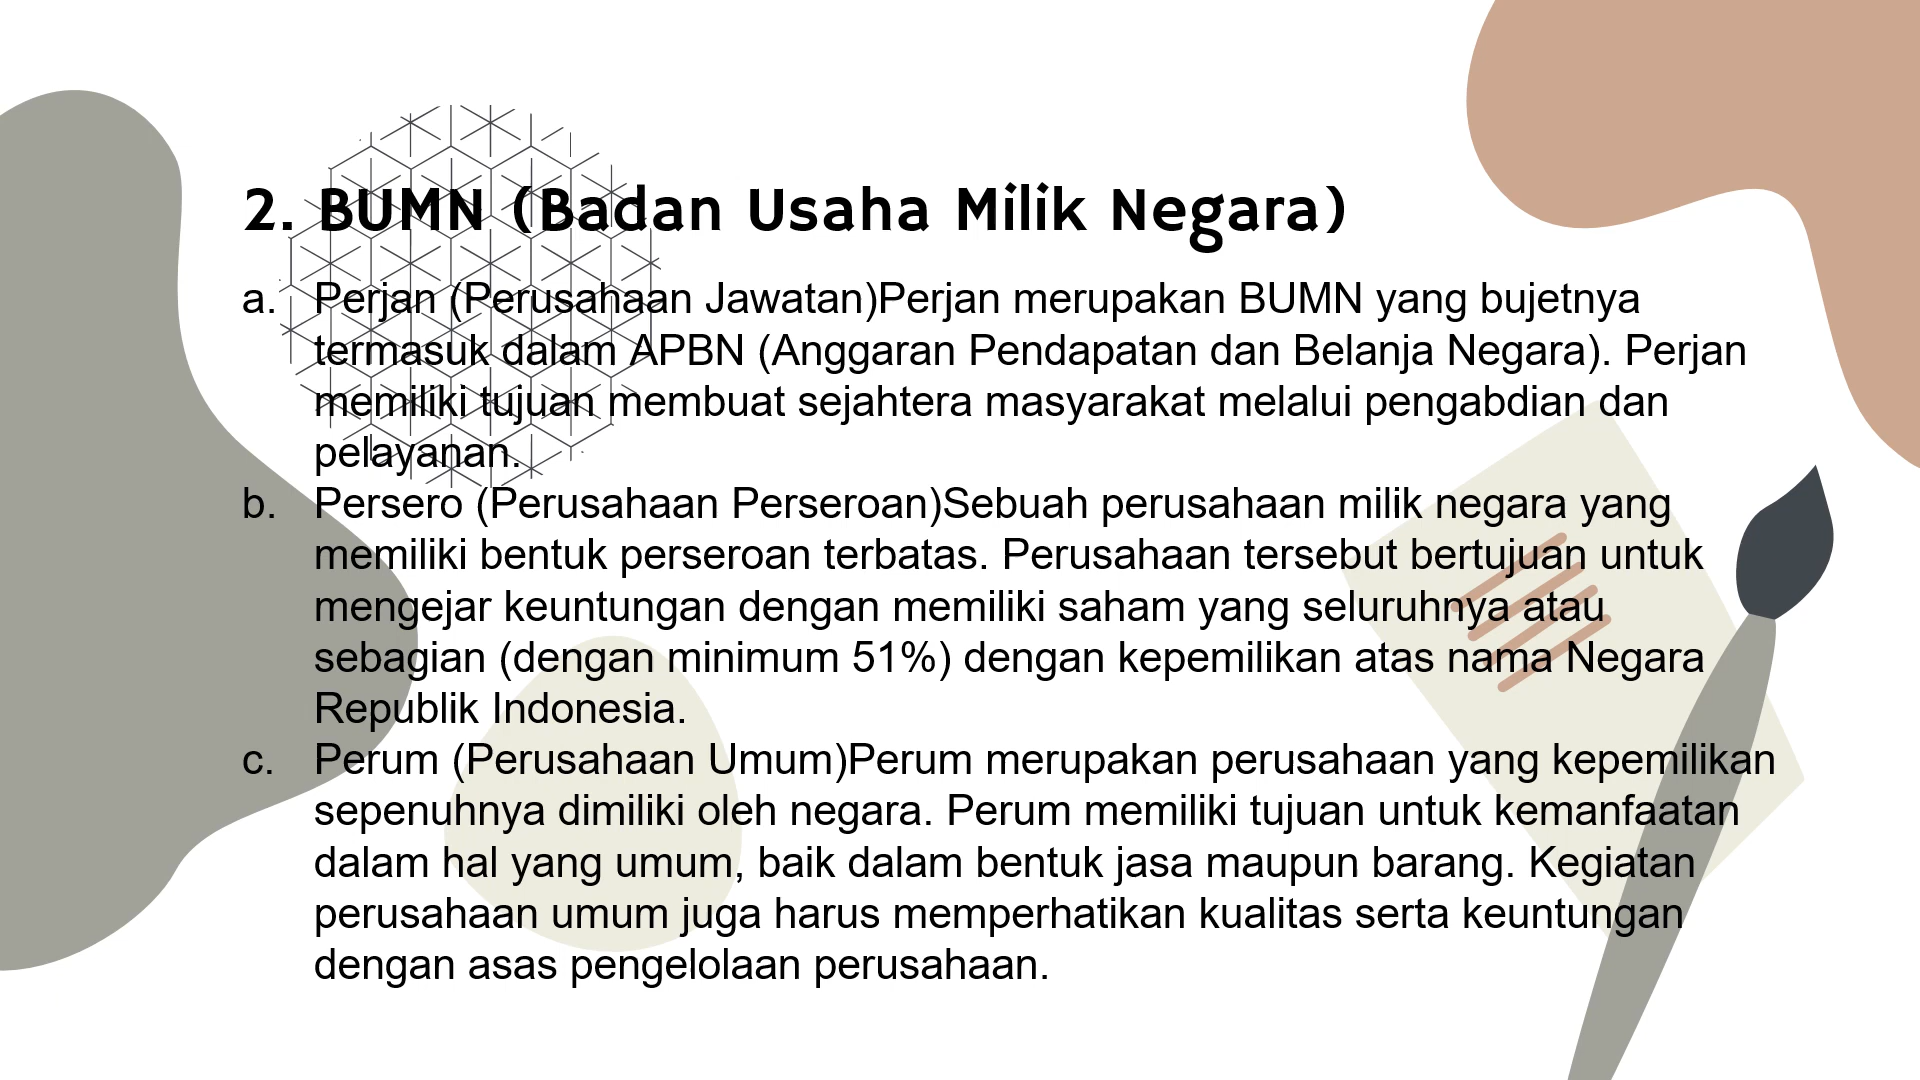 2. BUMN (Badan Usaha Milik Negara)
a. Perjan (Perusahaan Jawatan)Perjan merupakan BUMN yang bujetnya
termasuk dalam APBN (Anggaran Pendapatan dan Belanja Negara). Perjan
memiliki tujuan membuat sejahtera masyarakat melalui pengabdian dan
pelayanan.
b. Persero (Perusahaan Perseroan)Sebuah perusahaan milik negara yang
memiliki bentuk perseroan terbatas. Perusahaan tersebut bertujuan untuk
mengejar keuntungan dengan memiliki saham yang seluruhnya atau
sebagian (dengan minimum 51%) dengan kepemilikan atas nama Negara
Republik Indonesia.
c. Perum (Perusahaan Umum)Perum merupakan perusahaan yang kepemilikan
sepenuhnya dimiliki oleh negara. Perum memiliki tujuan untuk kemanfaatan
dalam hal yang umum, baik dalam bentuk jasa maupun barang. Kegiatan
perusahaan umum juga harus memperhatikan kualitas serta keuntungan
dengan asas pengelolaan perusahaan.